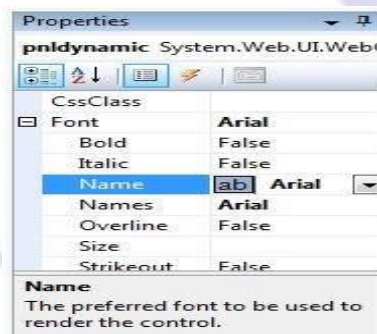 Properties
pnldynamic System.Web.UI.Web
CssClass
Font Arial
Bold False
Italic False
Name ab Arial
Names Arial
Overline False
Size
Strikeout False
Name
The preferred font to be used to
render the control.